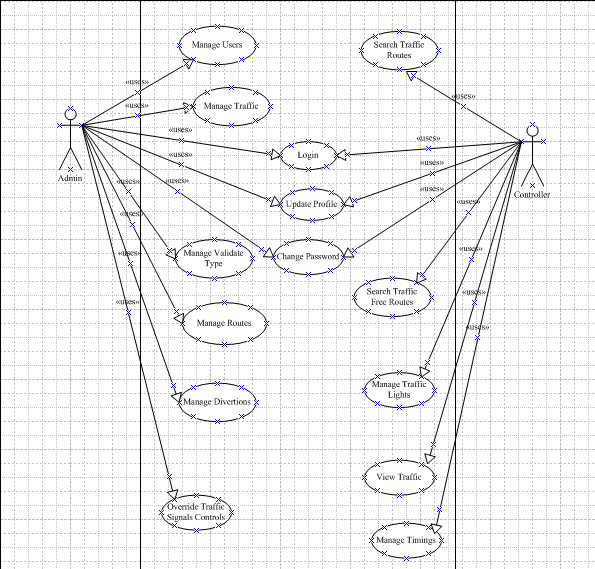 Manage Users
Search Traffic
Routes
«uses»
«uses»
Manage Traffic
«uses»
«uses»
Admin
Login
«uses»
Controller
«uses»
«uses»
«uses»
«uses»
«uses»
Update Profile
«uses»
«uses»
Manage Validate
Type
Change Password
«uses»
«uses»
Search Traffic
Free Routes
«uses»
«uses»
«uses»
Manage Routes
Manage Traffic
Lights
Manage Divertions
View Traffic
Override Traffic
Signals Controls
Manage Timings